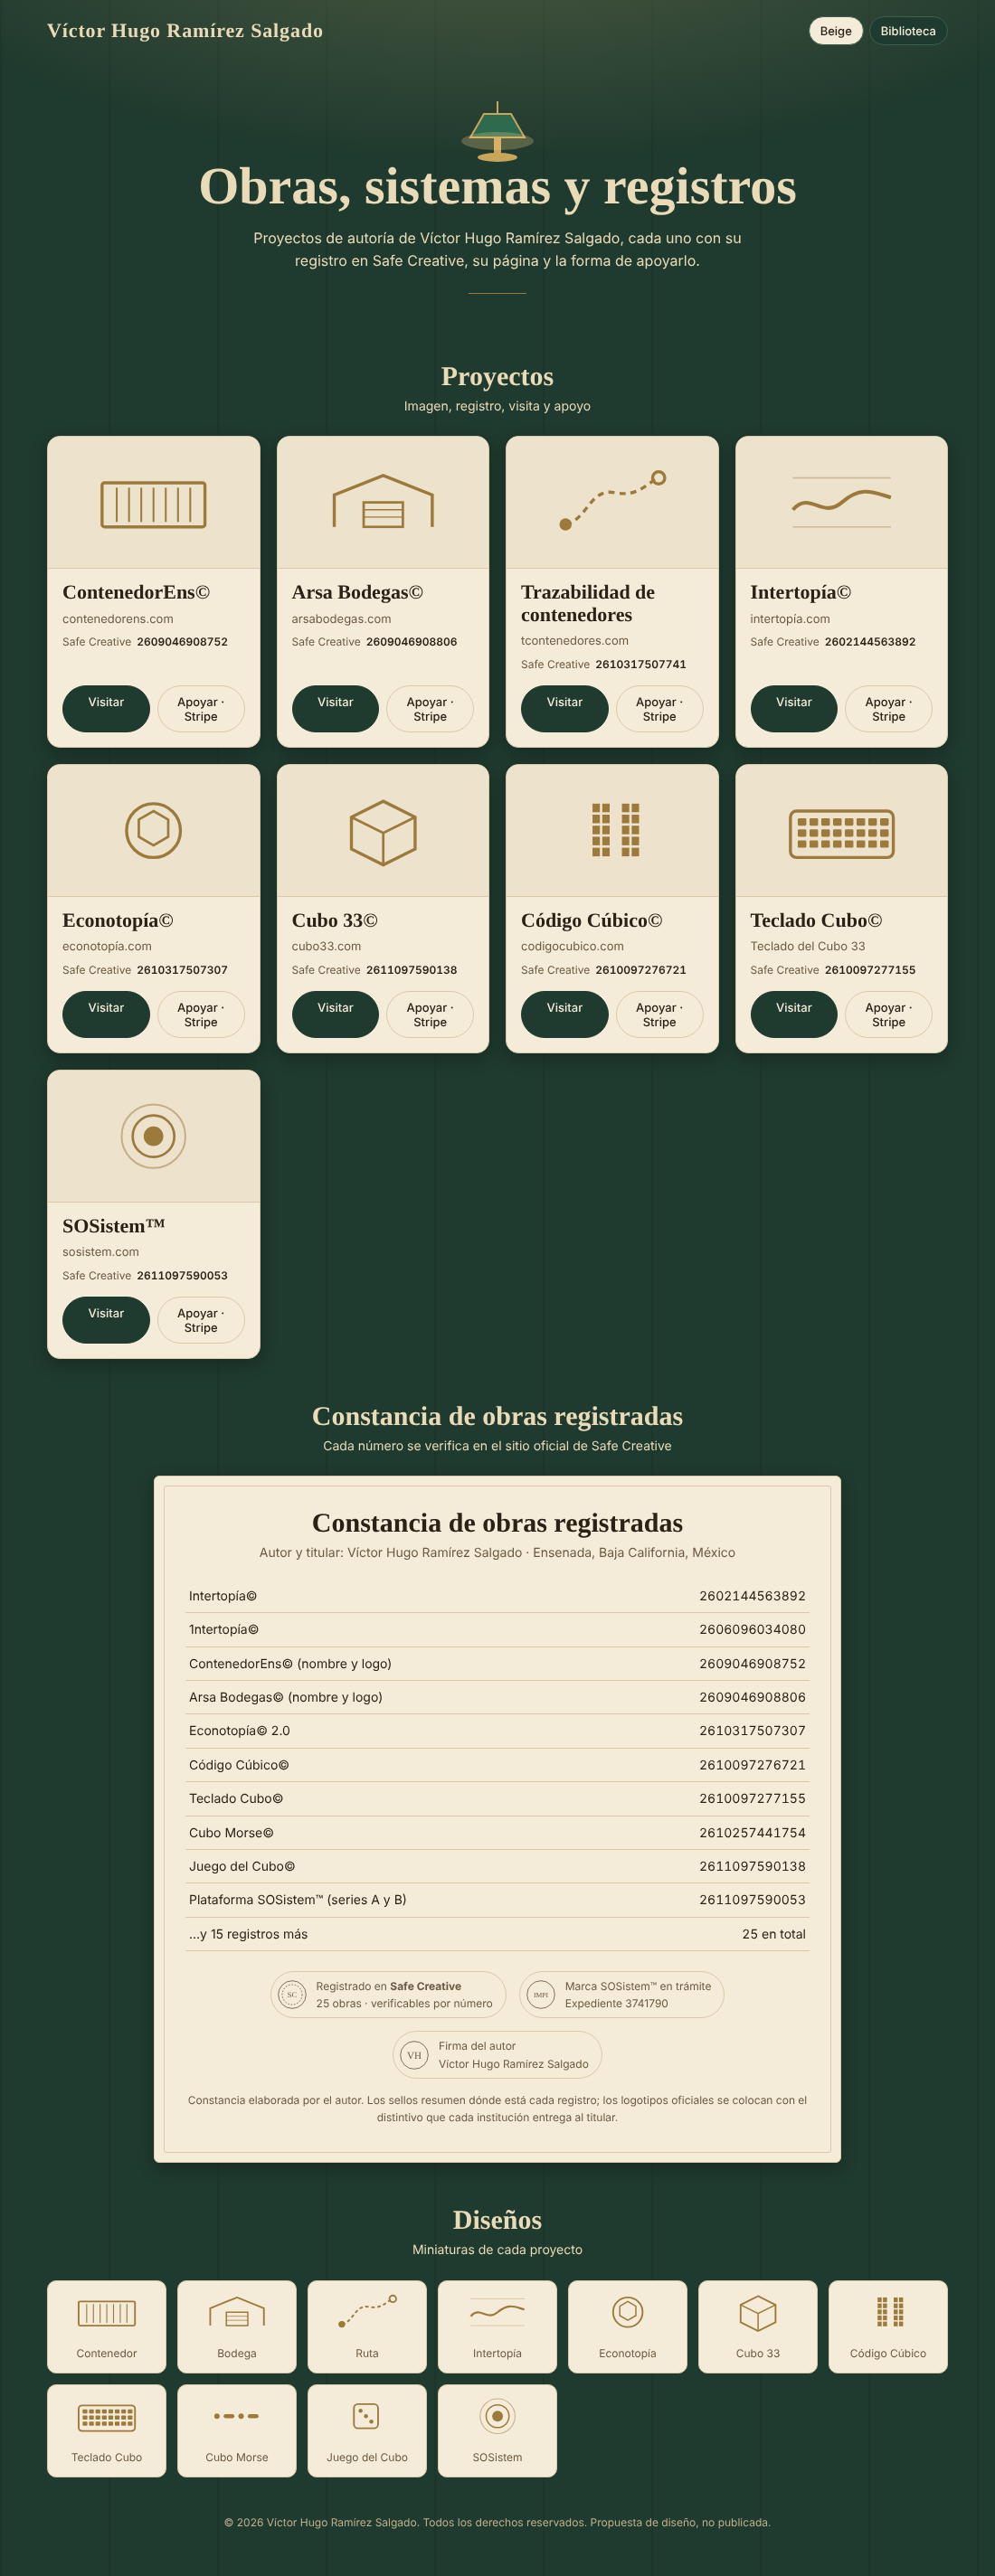 Víctor Hugo Ramírez Salgado
Beige
Biblioteca
Obras, sistemas y registros
Proyectos de autoría de Víctor Hugo Ramírez Salgado, cada uno con su
registro en Safe Creative, su página y la forma de apoyarlo.
Proyectos
Imagen, registro, visita y apoyo
ContenedorEns©
contenedorens.com
Safe Creative 2609046908752
Visitar
Apoyar ·
Stripe
Arsa Bodegas©
arsabodegas.com
Safe Creative 2609046908806
Visitar
Apoyar ·
Stripe
Trazabilidad de
contenedores
tcontenedores.com
Safe Creative 2610317507741
Visitar
Apoyar ·
Stripe
Intertopía©
intertopía.com
Safe Creative 2602144563892
Visitar
Apoyar ·
Stripe
Econotopía©
econotopía.com
Safe Creative 2610317507307
Visitar
Apoyar ·
Stripe
Cubo 33©
cubo33.com
Safe Creative 2611097590138
Visitar
Apoyar ·
Stripe
Código Cúbico©
codigocubico.com
Safe Creative 2610097276721
Visitar
Apoyar ·
Stripe
Teclado Cubo©
Teclado del Cubo 33
Safe Creative 2610097277155
Visitar
Apoyar ·
Stripe
SOSistem™
sosistem.com
Safe Creative 2611097590053
Visitar
Apoyar ·
Stripe
Constancia de obras registradas
Cada número se verifica en el sitio oficial de Safe Creative
Constancia de obras registradas
Autor y titular: Víctor Hugo Ramírez Salgado · Ensenada, Baja California, México
Intertopía© 2602144563892
1ntertopía© 2606096034080
ContenedorEns© (nombre y logo) 2609046908752
Arsa Bodegas© (nombre y logo) 2609046908806
Econotopía© 2.0 2610317507307
Código Cúbico© 2610097276721
Teclado Cubo© 2610097277155
Cubo Morse© 2610257441754
Juego del Cubo© 2611097590138
Plataforma SOSistem™ (series A y B) 2611097590053
…y 15 registros más 25 en total
SC
Registrado en Safe Creative
25 obras · verificables por número
IMPI
Marca SOSistem™ en trámite
Expediente 3741790
VH
Firma del autor
Víctor Hugo Ramírez Salgado
Constancia elaborada por el autor. Los sellos resumen dónde está cada registro; los logotipos oficiales se colocan con el
distintivo que cada institución entrega al titular.
Diseños
Miniaturas de cada proyecto
Contenedor
Bodega
Ruta
Intertopía
Econotopía
Cubo 33
Código Cúbico
Teclado Cubo
Cubo Morse
Juego del Cubo
SOSistem
© 2026 Víctor Hugo Ramírez Salgado. Todos los derechos reservados. Propuesta de diseño, no publicada.